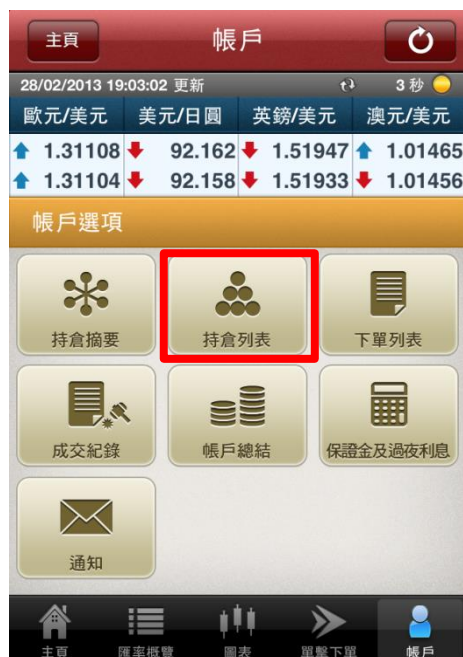 主頁 帳戶
28/02/2013 19:03:02 更新 3 秒
歐元/美元 美元/日圓 英鎊/美元 澳元/美元
1.31108 92.162 1.51947 1.01465
1.31104 92.158 1.51933 1.01456
帳戶選項
持倉摘要 持倉列表 下單列表
成交紀錄 帳戶總結 保證金及過夜利息
通知
主頁 匯率概覽 圖表 單擊下單 帳戶